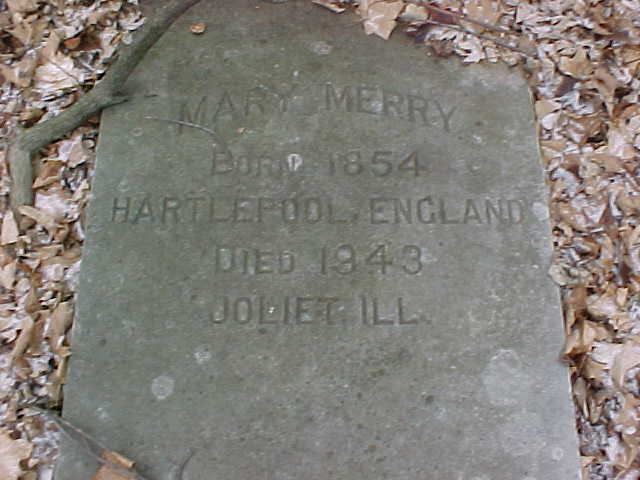 MARY MERRY
BORN 1854
HARTLEPOOL, ENGLAND
DIED 1943
JOLIET, ILL.